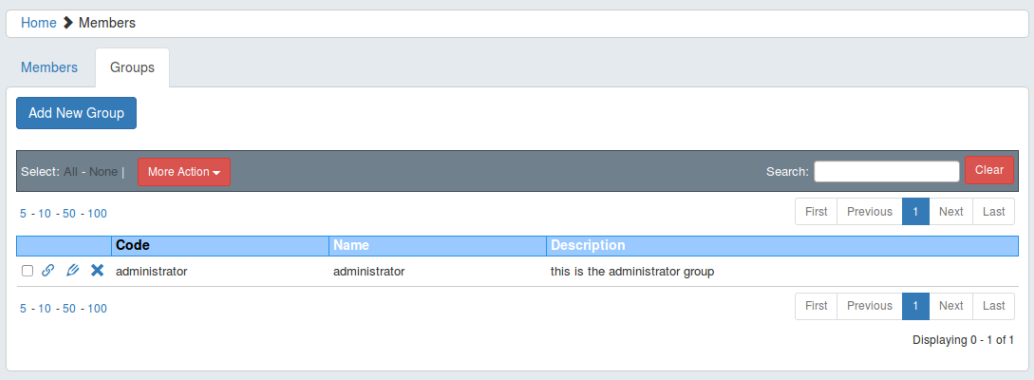 Home Members
Members Groups
Add New Group
Select: All - None | More Action Search: Clear
5 - 10 - 50 - 100 First Previous 1 Next Last
Code Name Description
administrator administrator this is the administrator group
5 - 10 - 50 - 100 First Previous 1 Next Last
Displaying 0 - 1 of 1